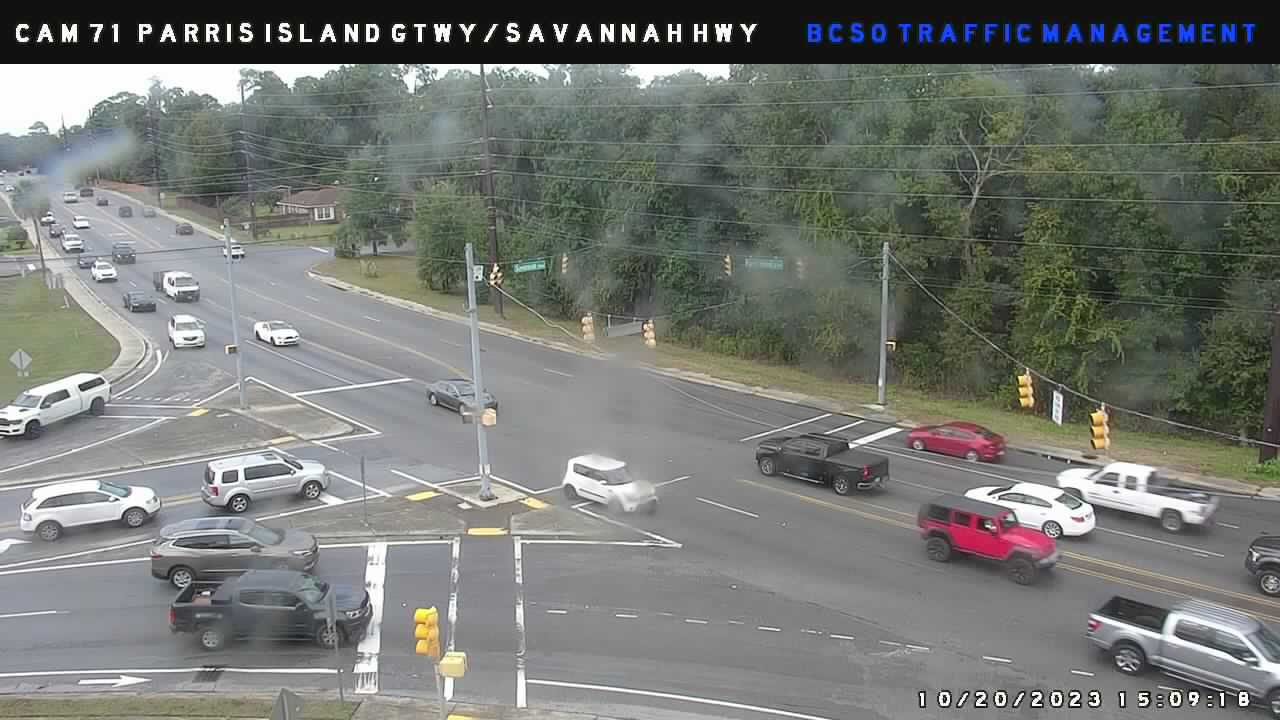 CAM 71 PARRIS ISLAND GTWY/SAVANNAH HWY BCSO TRAFFIC MANAGEMENT
10/20/2023 15:09:18